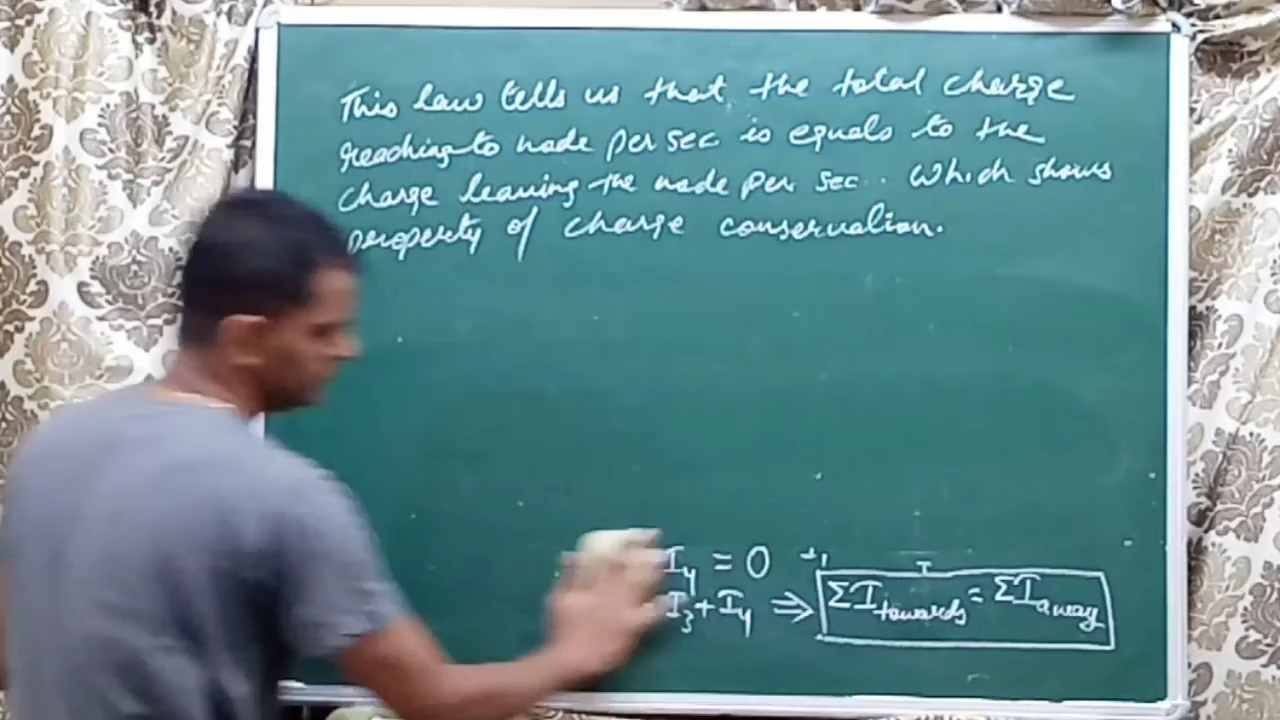 This law tells us that the total charge
reaching to node per sec is equals to the
charge leaving the node per sec. Which shows
property of charge conservation.
I₄ = 0
I₃ + I₄ ⇒ ΣI towards = ΣI away